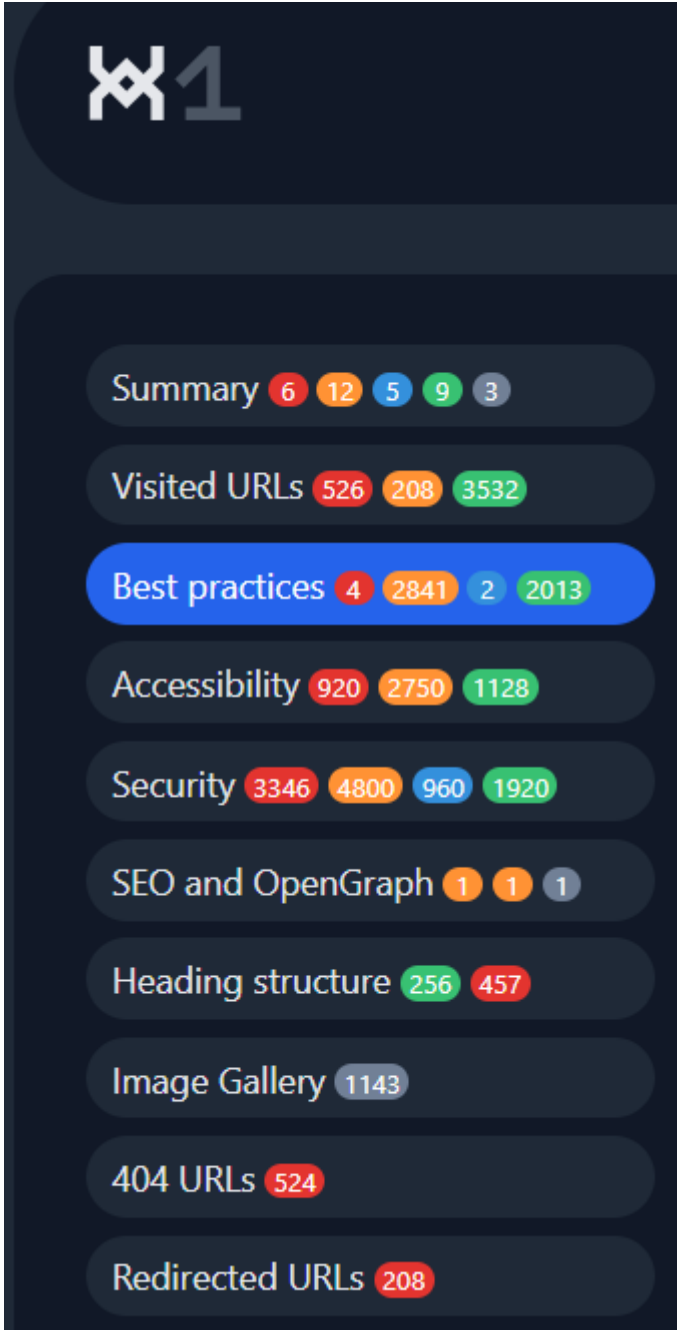 1
Summary 6 12 5 9 3
Visited URLs 526 208 3532
Best practices 4 2841 2 2013
Accessibility 920 2750 1128
Security 3346 4800 960 1920
SEO and OpenGraph 1 1 1
Heading structure 256 457
Image Gallery 1143
404 URLs 524
Redirected URLs 208